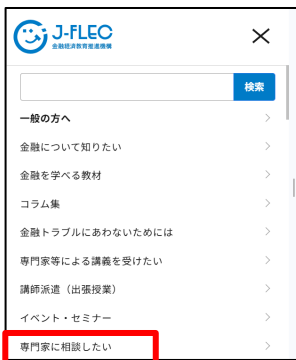 J-FLEC
金融経済教育推進機構
検索
一般の方へ
金融について知りたい
金融を学べる教材
コラム集
金融トラブルにあわないためには
専門家等による講義を受けたい
講師派遣（出張授業）
イベント・セミナー
専門家に相談したい